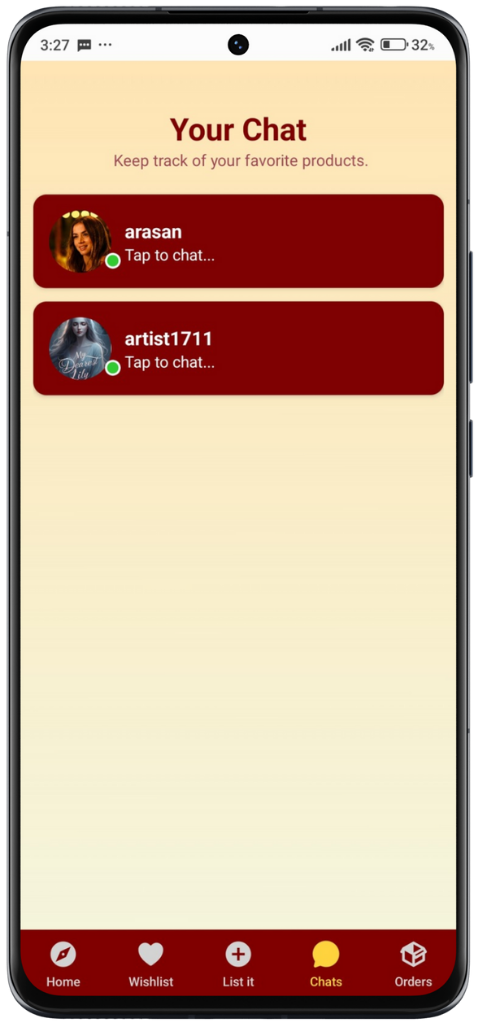 3:27 ... 32%
Your Chat
Keep track of your favorite products.
arasan
Tap to chat...
My Dearest Lily
artist1711
Tap to chat...
Home Wishlist List it Chats Orders